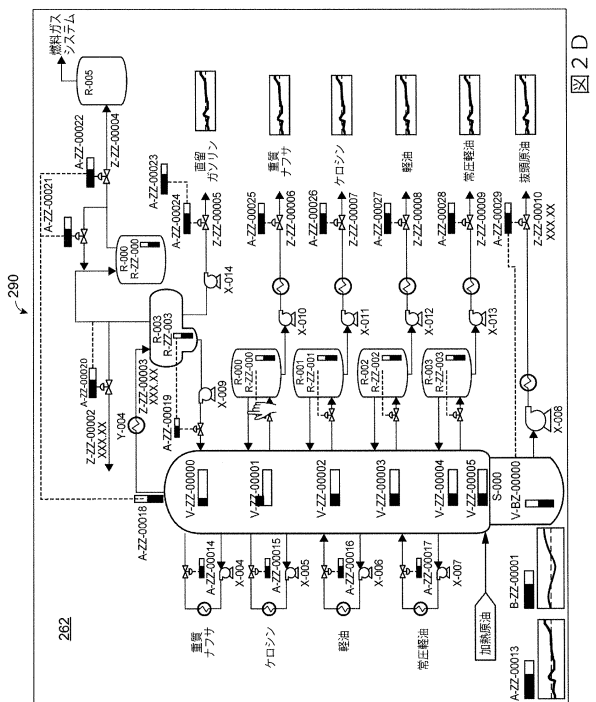 290
262
燃料ガス
システム
R-005
A-ZZ-00022
Z-ZZ-00004
A-ZZ-00021
A-ZZ-00023
R-000
R-ZZ-000
A-ZZ-00024
Z-ZZ-00005
直留
ガソリン
X-014
A-ZZ-00020
Z-ZZ-00002
XXX.XX
R-003
R-ZZ-003
Z-ZZ-00003
XXX.XX
Y-004
A-ZZ-00019
X-009
A-ZZ-00018
V-ZZ-00000
V-ZZ-00001
V-ZZ-00002
V-ZZ-00003
V-ZZ-00004
V-ZZ-00005
S-000
V-BZ-00000
R-000
R-ZZ-000
X-010
A-ZZ-00025
Z-ZZ-00006
重質
ナフサ
R-001
R-ZZ-001
X-011
A-ZZ-00026
Z-ZZ-00007
ケロシン
R-002
R-ZZ-002
X-012
A-ZZ-00027
Z-ZZ-00008
軽油
R-003
R-ZZ-003
X-013
A-ZZ-00028
Z-ZZ-00009
常圧軽油
X-008
A-ZZ-00029
Z-ZZ-00010
XXX.XX
抜頭原油
A-ZZ-00014
X-004
重質
ナフサ
A-ZZ-00015
X-005
ケロシン
A-ZZ-00016
X-006
軽油
A-ZZ-00017
X-007
常圧軽油
加熱原油
A-ZZ-00013
B-ZZ-00001
図2D